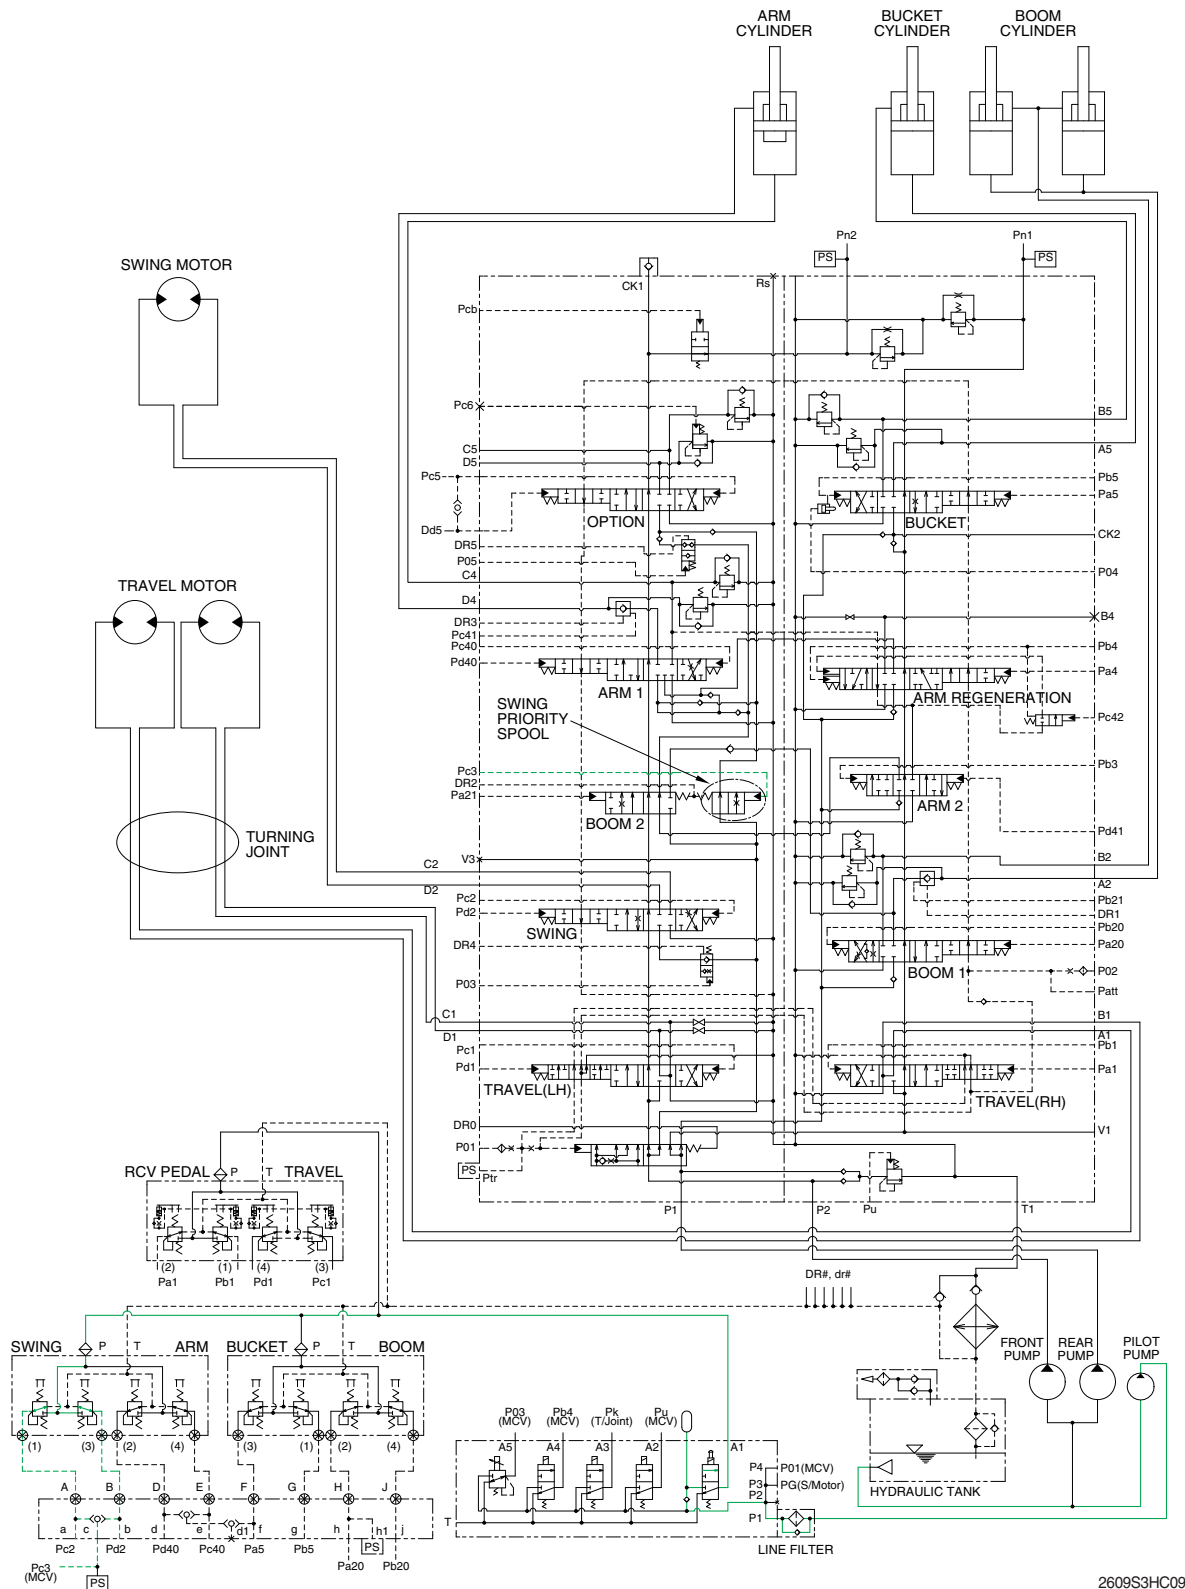 ARM
CYLINDER
BUCKET
CYLINDER
BOOM
CYLINDER
Pn2
Pn1
PS
PS
SWING MOTOR
CK1
Rs
Pcb
Pc6
B5
C5
A5
D5
Pc5
Pb5
Pa5
OPTION
BUCKET
Dd5
CK2
DR5
P05
P04
C4
TRAVEL MOTOR
D4
B4
DR3
Pc41
Pc40
Pb4
Pd40
Pa4
ARM 1
ARM REGENERATION
SWING
PRIORITY
SPOOL
Pc42
Pc3
Pb3
DR2
Pa21
ARM 2
BOOM 2
Pd41
TURNING
JOINT
V3
B2
C2
A2
D2
Pc2
Pb21
Pd2
DR1
SWING
Pb20
DR4
Pa20
BOOM 1
P03
P02
Patt
C1
B1
D1
A1
Pc1
Pb1
Pd1
Pa1
TRAVEL(LH)
TRAVEL(RH)
DR0
V1
P01
PS
Ptr
RCV PEDAL
P
T
TRAVEL
P1
P2
Pu
T1
(2)
(1)
(4)
(3)
Pa1
Pb1
Pd1
Pc1
DR#, dr#
SWING
P
T
ARM
BUCKET
P
T
BOOM
FRONT
PUMP
REAR
PUMP
PILOT
PUMP
P03
(MCV)
Pb4
(MCV)
Pk
(T/Joint)
Pu
(MCV)
(1)
(3)
(2)
(4)
(3)
(1)
(2)
(4)
A5
A4
A3
A2
A1
P4
P01(MCV)
P3
PG(S/Motor)
P2
HYDRAULIC TANK
A
B
D
E
F
G
H
J
T
P1
a
c
b
d
e
d1
f
g
h
h1
j
LINE FILTER
Pc2
Pd2
Pd40
Pc40
Pa5
Pb5
PS
Pa20
Pb20
Pc3
(MCV)
PS
2609S3HC09